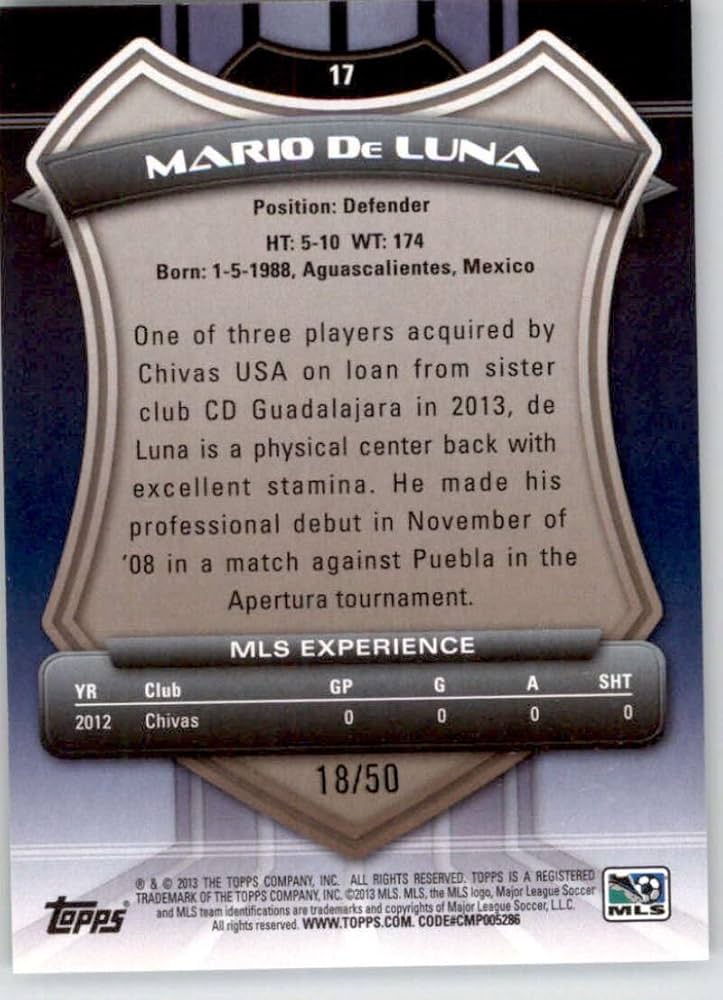 17
MARIO De LUNA
Position: Defender
HT: 5-10 WT: 174
Born: 1-5-1988, Aguascalientes, Mexico
One of three players acquired by
Chivas USA on loan from sister
club CD Guadalajara in 2013, de
Luna is a physical center back with
excellent stamina. He made his
professional debut in November of
'08 in a match against Puebla in the
Apertura tournament.
MLS EXPERIENCE
YR Club GP G A SHT
2012 Chivas 0 0 0 0
18/50
® & © 2013 THE TOPPS COMPANY, INC. ALL RIGHTS RESERVED. TOPPS IS A REGISTERED
TRADEMARK OF THE TOPPS COMPANY, INC. ©2013 MLS. MLS, the MLS logo, Major League Soccer
and MLS team identifications are trademarks and copyrights of Major League Soccer, L.L.C.
All rights reserved. WWW.TOPPS.COM. CODE#CMP005286
topps®
MLS